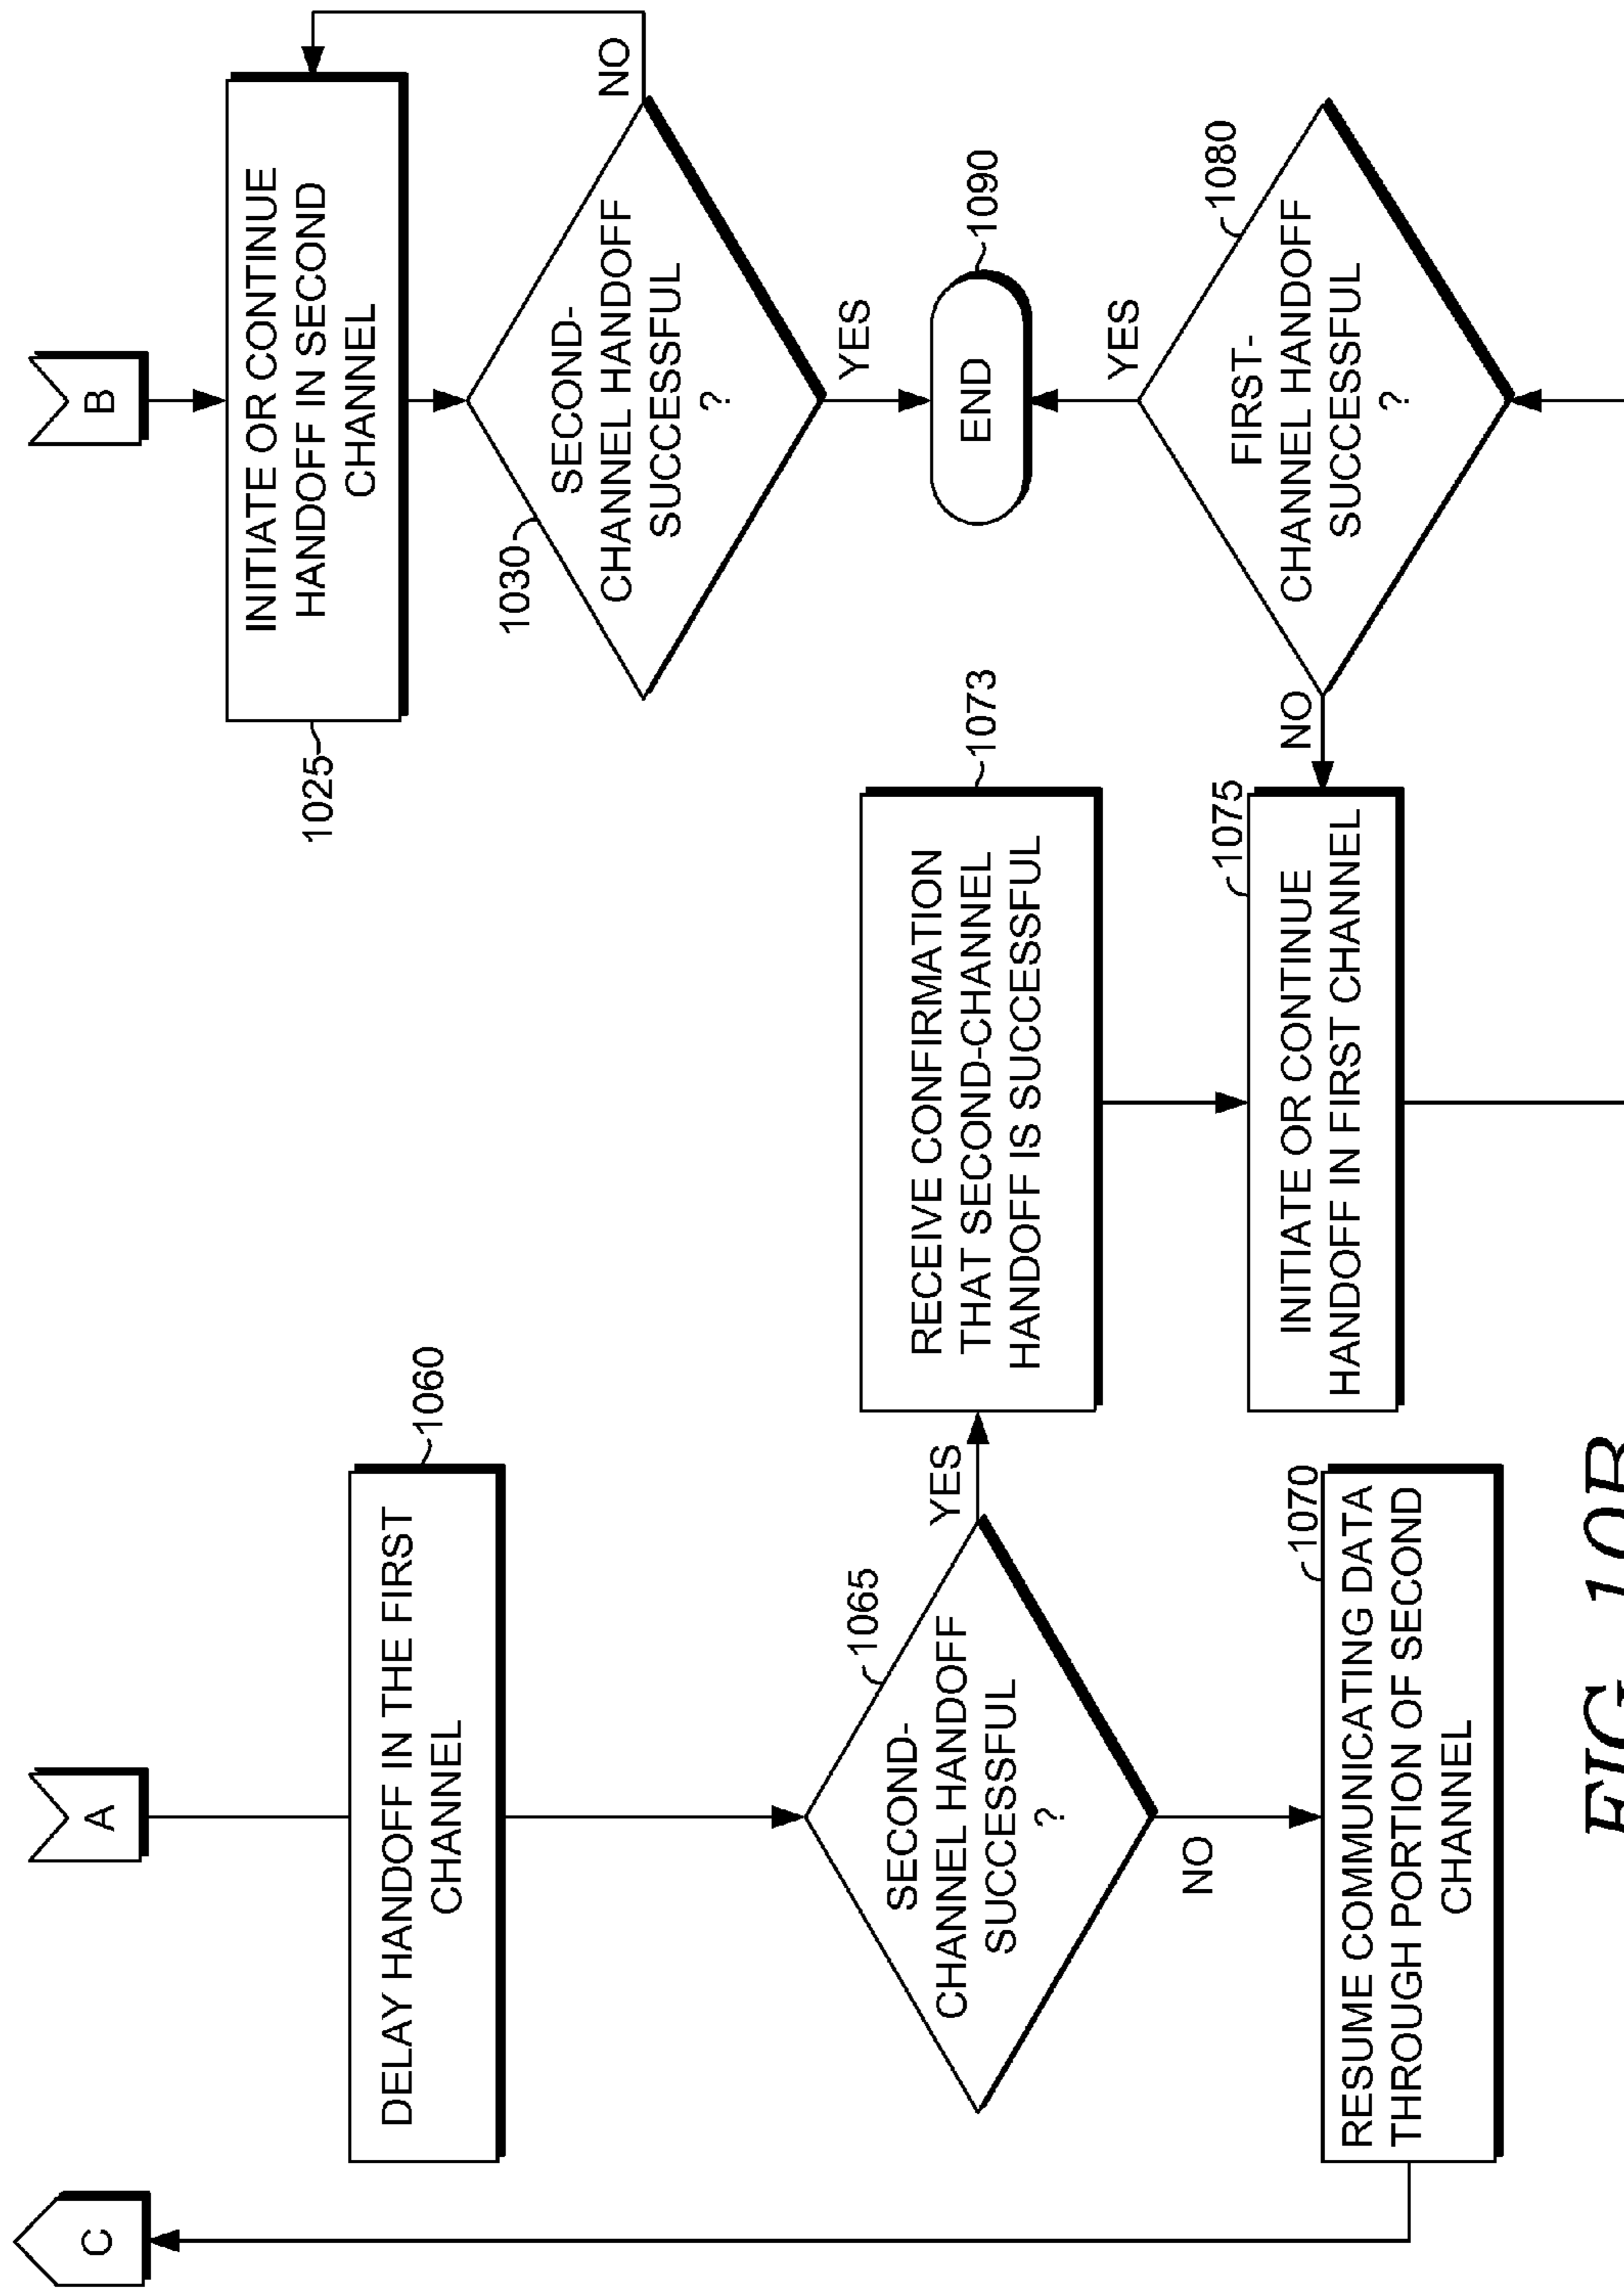 C
A
B
DELAY HANDOFF IN THE FIRST
CHANNEL
1060
INITIATE OR CONTINUE
HANDOFF IN SECOND
CHANNEL
1025
1030
SECOND-
CHANNEL HANDOFF
SUCCESSFUL
?
NO
YES
END
1090
SECOND-
CHANNEL HANDOFF
SUCCESSFUL
?
1065
YES
NO
RECEIVE CONFIRMATION
THAT SECOND-CHANNEL
HANDOFF IS SUCCESSFUL
1073
RESUME COMMUNICATING DATA
THROUGH PORTION OF SECOND
CHANNEL
1070
INITIATE OR CONTINUE
HANDOFF IN FIRST CHANNEL
1075
NO
YES
FIRST-
CHANNEL HANDOFF
SUCCESSFUL
?
1080
FIG. 10B